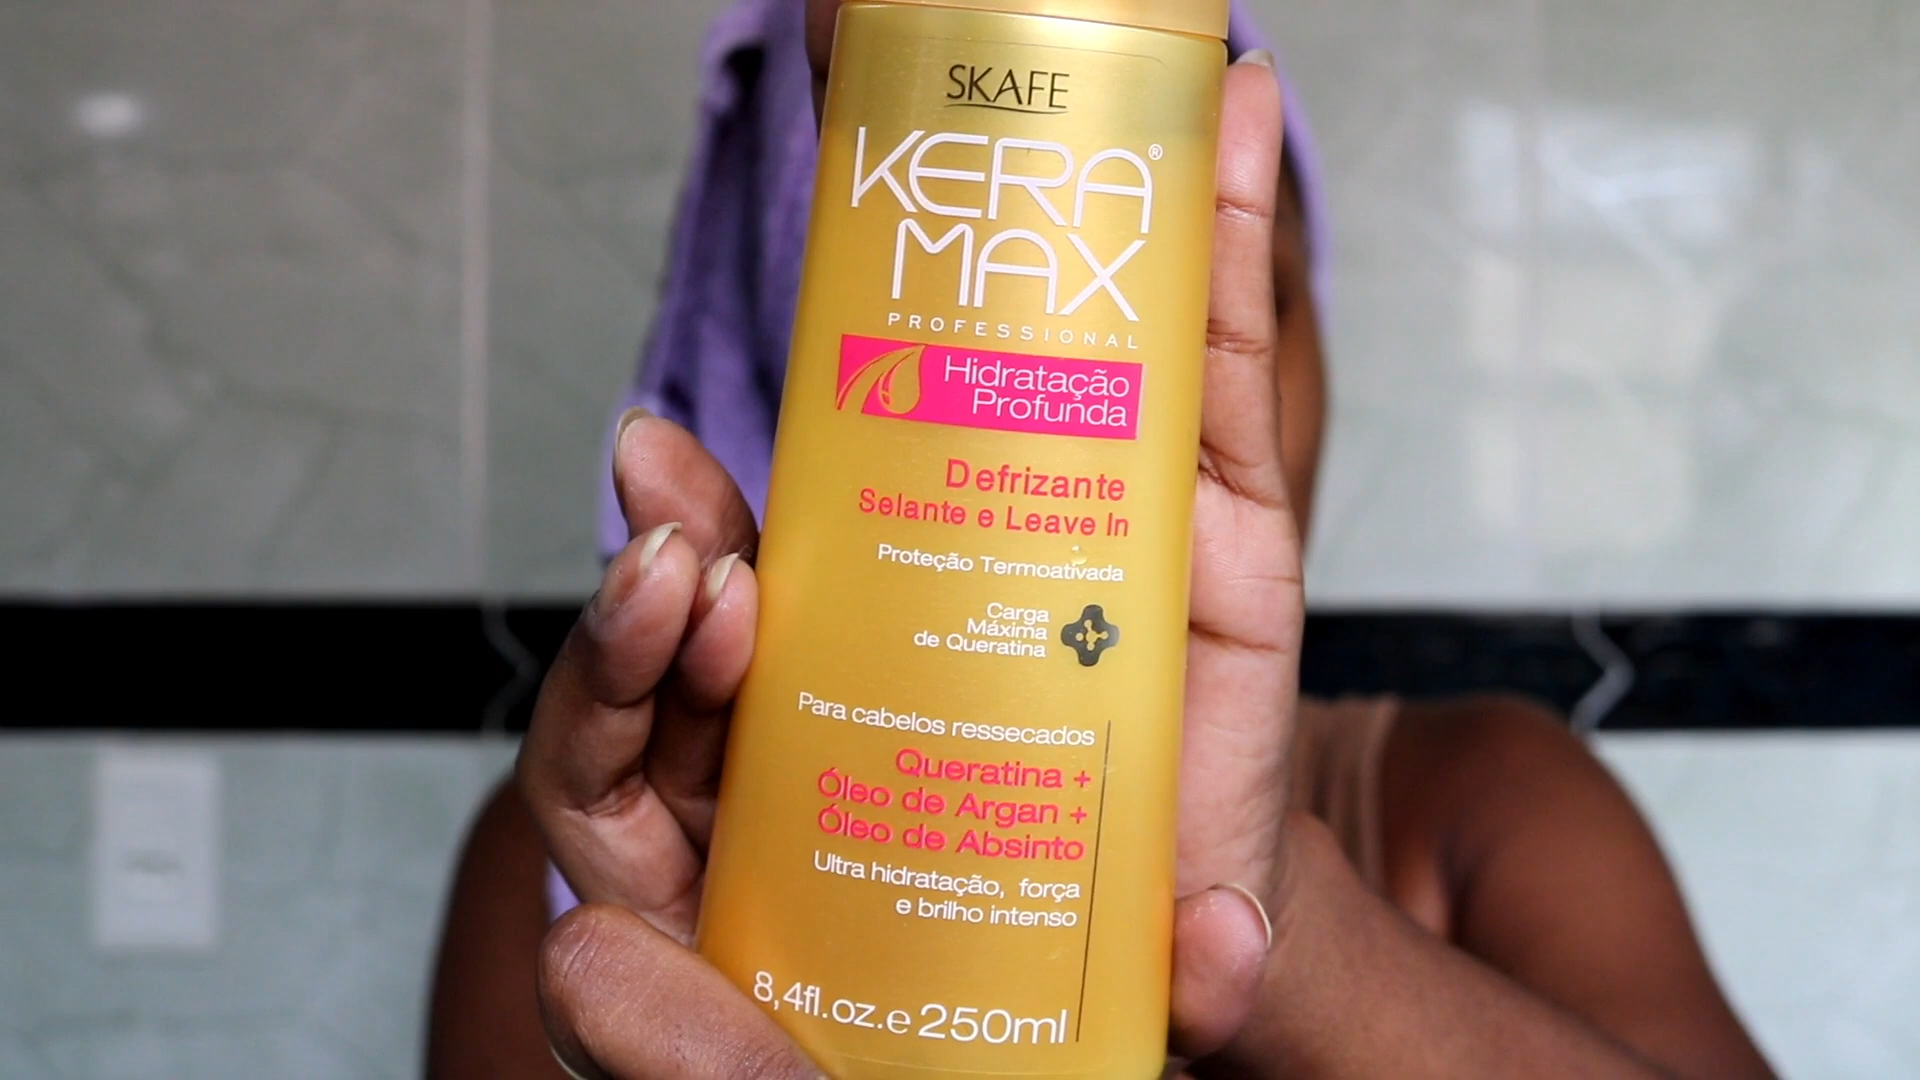 SKAFE
KERA®
MAX
PROFESSIONAL
Hidratação
Profunda
Defrizante
Selante e Leave In
Proteção Termoativada
Carga
Máxima
de Queratina
Para cabelos ressecados
Queratina +
Óleo de Argan +
Óleo de Absinto
Ultra hidratação, força
e brilho intenso
8,4fl.oz.e 250ml